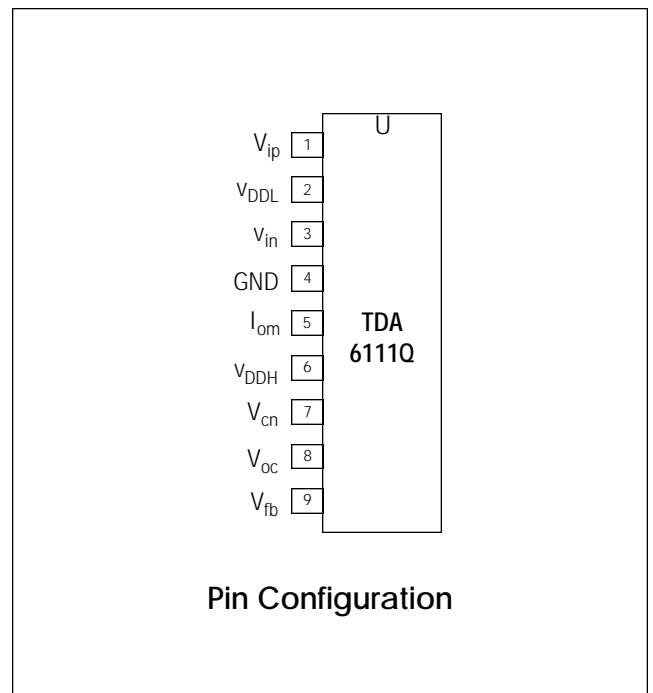 U
V_ip 1
V_DDL 2
V_in 3
GND 4
I_om 5
V_DDH 6
V_cn 7
V_oc 8
V_fb 9
TDA
6111Q
Pin Configuration